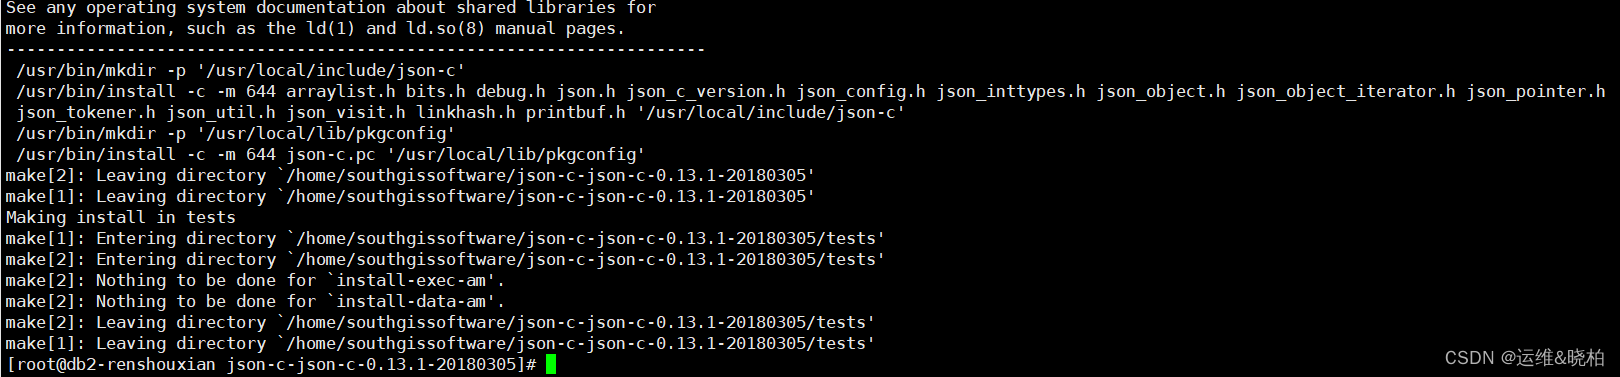 See any operating system documentation about shared libraries for
more information, such as the ld(1) and ld.so(8) manual pages.
----------------------------------------------------------------------
/usr/bin/mkdir -p '/usr/local/include/json-c'
/usr/bin/install -c -m 644 arraylist.h bits.h debug.h json.h json_c_version.h json_config.h json_inttypes.h json_object.h json_object_iterator.h json_pointer.h
json_tokener.h json_util.h json_visit.h linkhash.h printbuf.h '/usr/local/include/json-c'
/usr/bin/mkdir -p '/usr/local/lib/pkgconfig'
/usr/bin/install -c -m 644 json-c.pc '/usr/local/lib/pkgconfig'
make[2]: Leaving directory `/home/southgissoftware/json-c-json-c-0.13.1-20180305'
make[1]: Leaving directory `/home/southgissoftware/json-c-json-c-0.13.1-20180305'
Making install in tests
make[1]: Entering directory `/home/southgissoftware/json-c-json-c-0.13.1-20180305/tests'
make[2]: Entering directory `/home/southgissoftware/json-c-json-c-0.13.1-20180305/tests'
make[2]: Nothing to be done for `install-exec-am'.
make[2]: Nothing to be done for `install-data-am'.
make[2]: Leaving directory `/home/southgissoftware/json-c-json-c-0.13.1-20180305/tests'
make[1]: Leaving directory `/home/southgissoftware/json-c-json-c-0.13.1-20180305/tests'
[root@db2-renshouxian json-c-json-c-0.13.1-20180305]#
CSDN @运维&晓柏